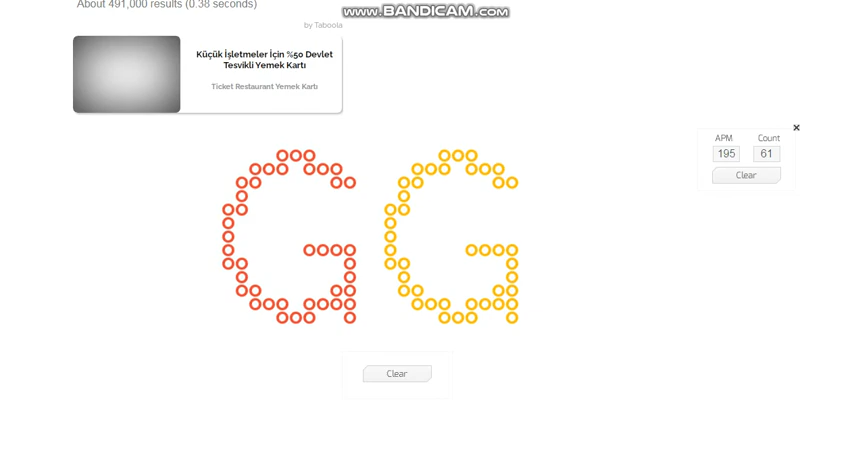 About 491,000 results (0.38 seconds)
www.BANDICAM.com
by Taboola
Küçük İşletmeler İçin %50 Devlet
Tesvikli Yemek Kartı
Ticket Restaurant Yemek Kartı
APM Count
195 61
Clear
GG
Clear